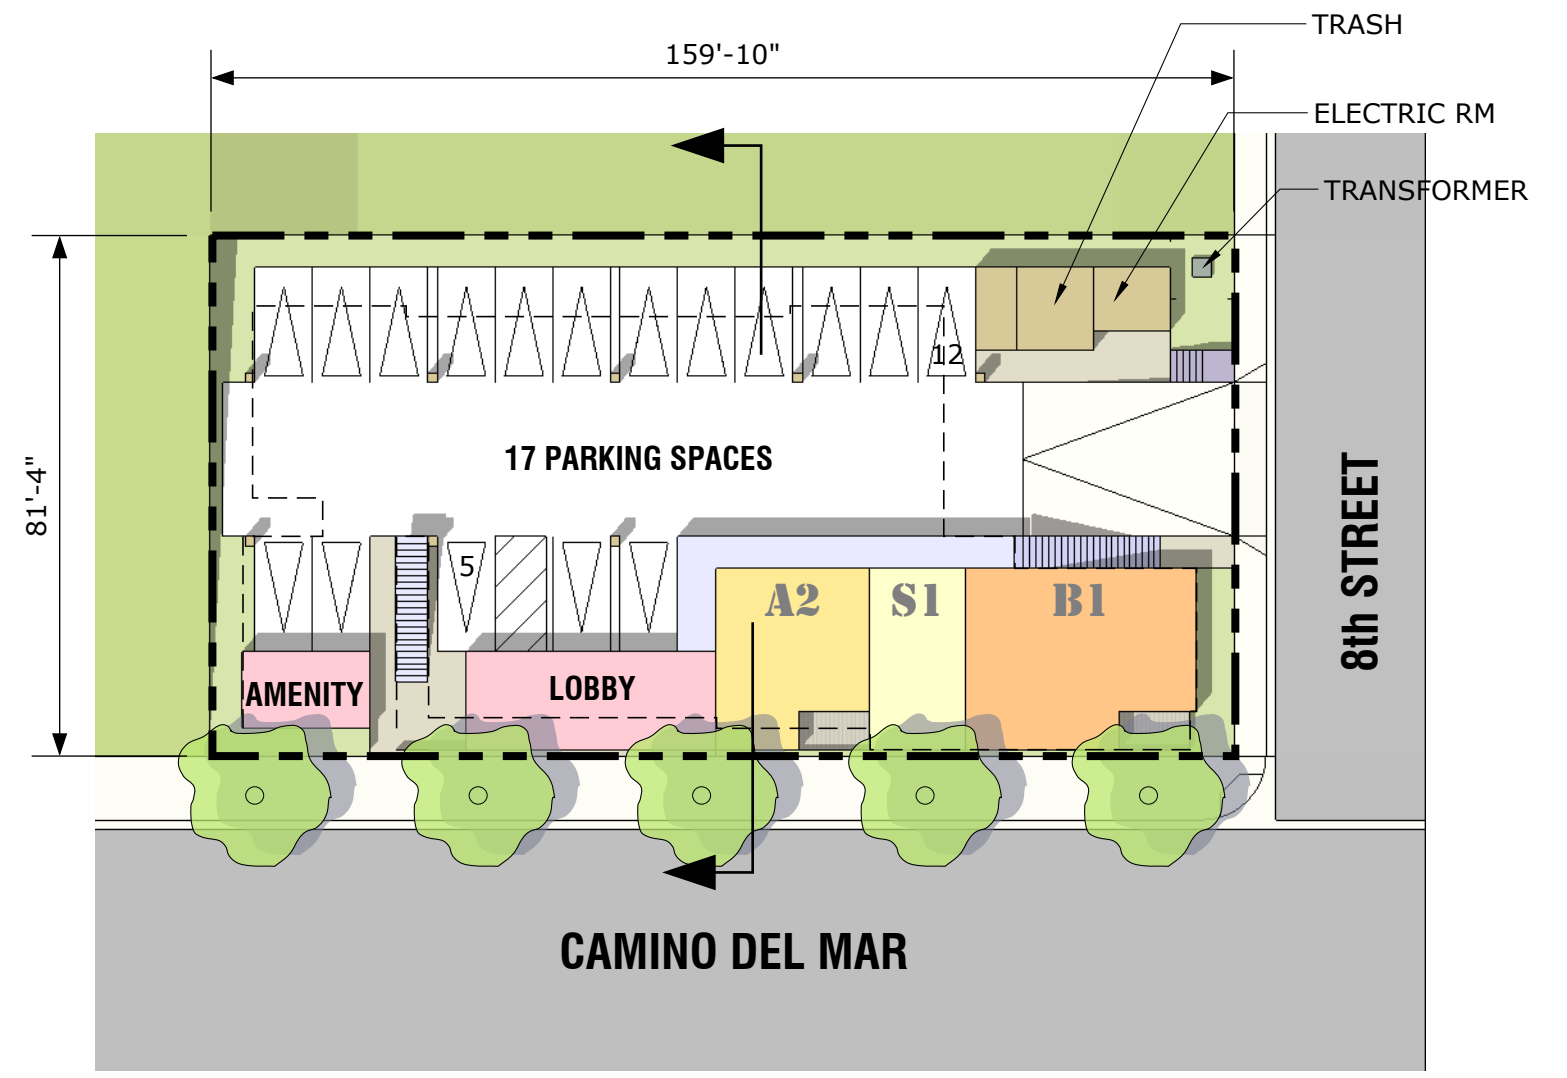 TRASH
159'-10"
ELECTRIC RM
TRANSFORMER
12
17 PARKING SPACES
81'-4"
8th STREET
5
A2
S1
B1
AMENITY
LOBBY
CAMINO DEL MAR